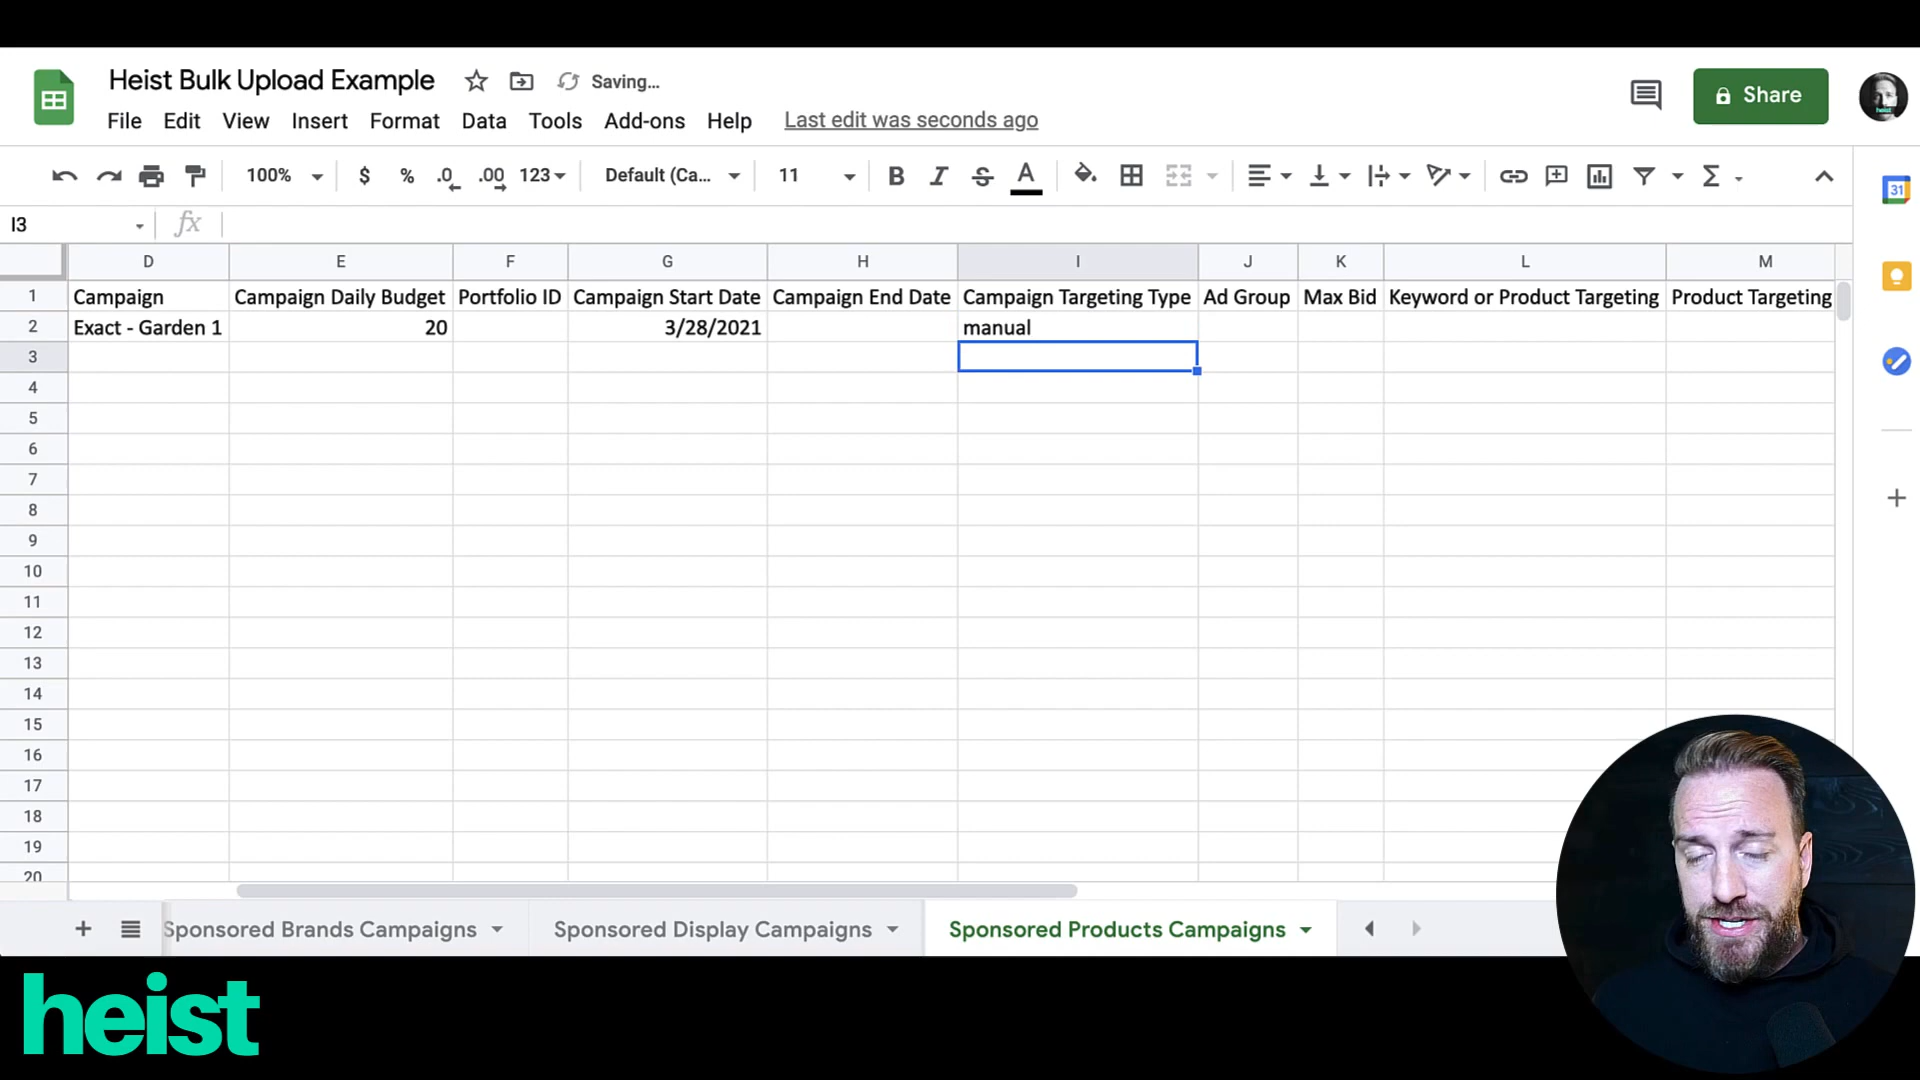 Heist Bulk Upload Example
Saving...
Share
File Edit View Insert Format Data Tools Add-ons Help
Last edit was seconds ago
100% $ % .0 .00 123 Default (Ca... 11 B I S A Σ
31
I3 fx
D E F G H I J K L M
1 Campaign Campaign Daily Budget Portfolio ID Campaign Start Date Campaign End Date Campaign Targeting Type Ad Group Max Bid Keyword or Product Targeting Product Targeting
2 Exact - Garden 1 20 3/28/2021 manual
3
4
5
6
7
8
9
10
11
12
13
14
15
16
17
18
19
20
Sponsored Brands Campaigns Sponsored Display Campaigns Sponsored Products Campaigns
heist